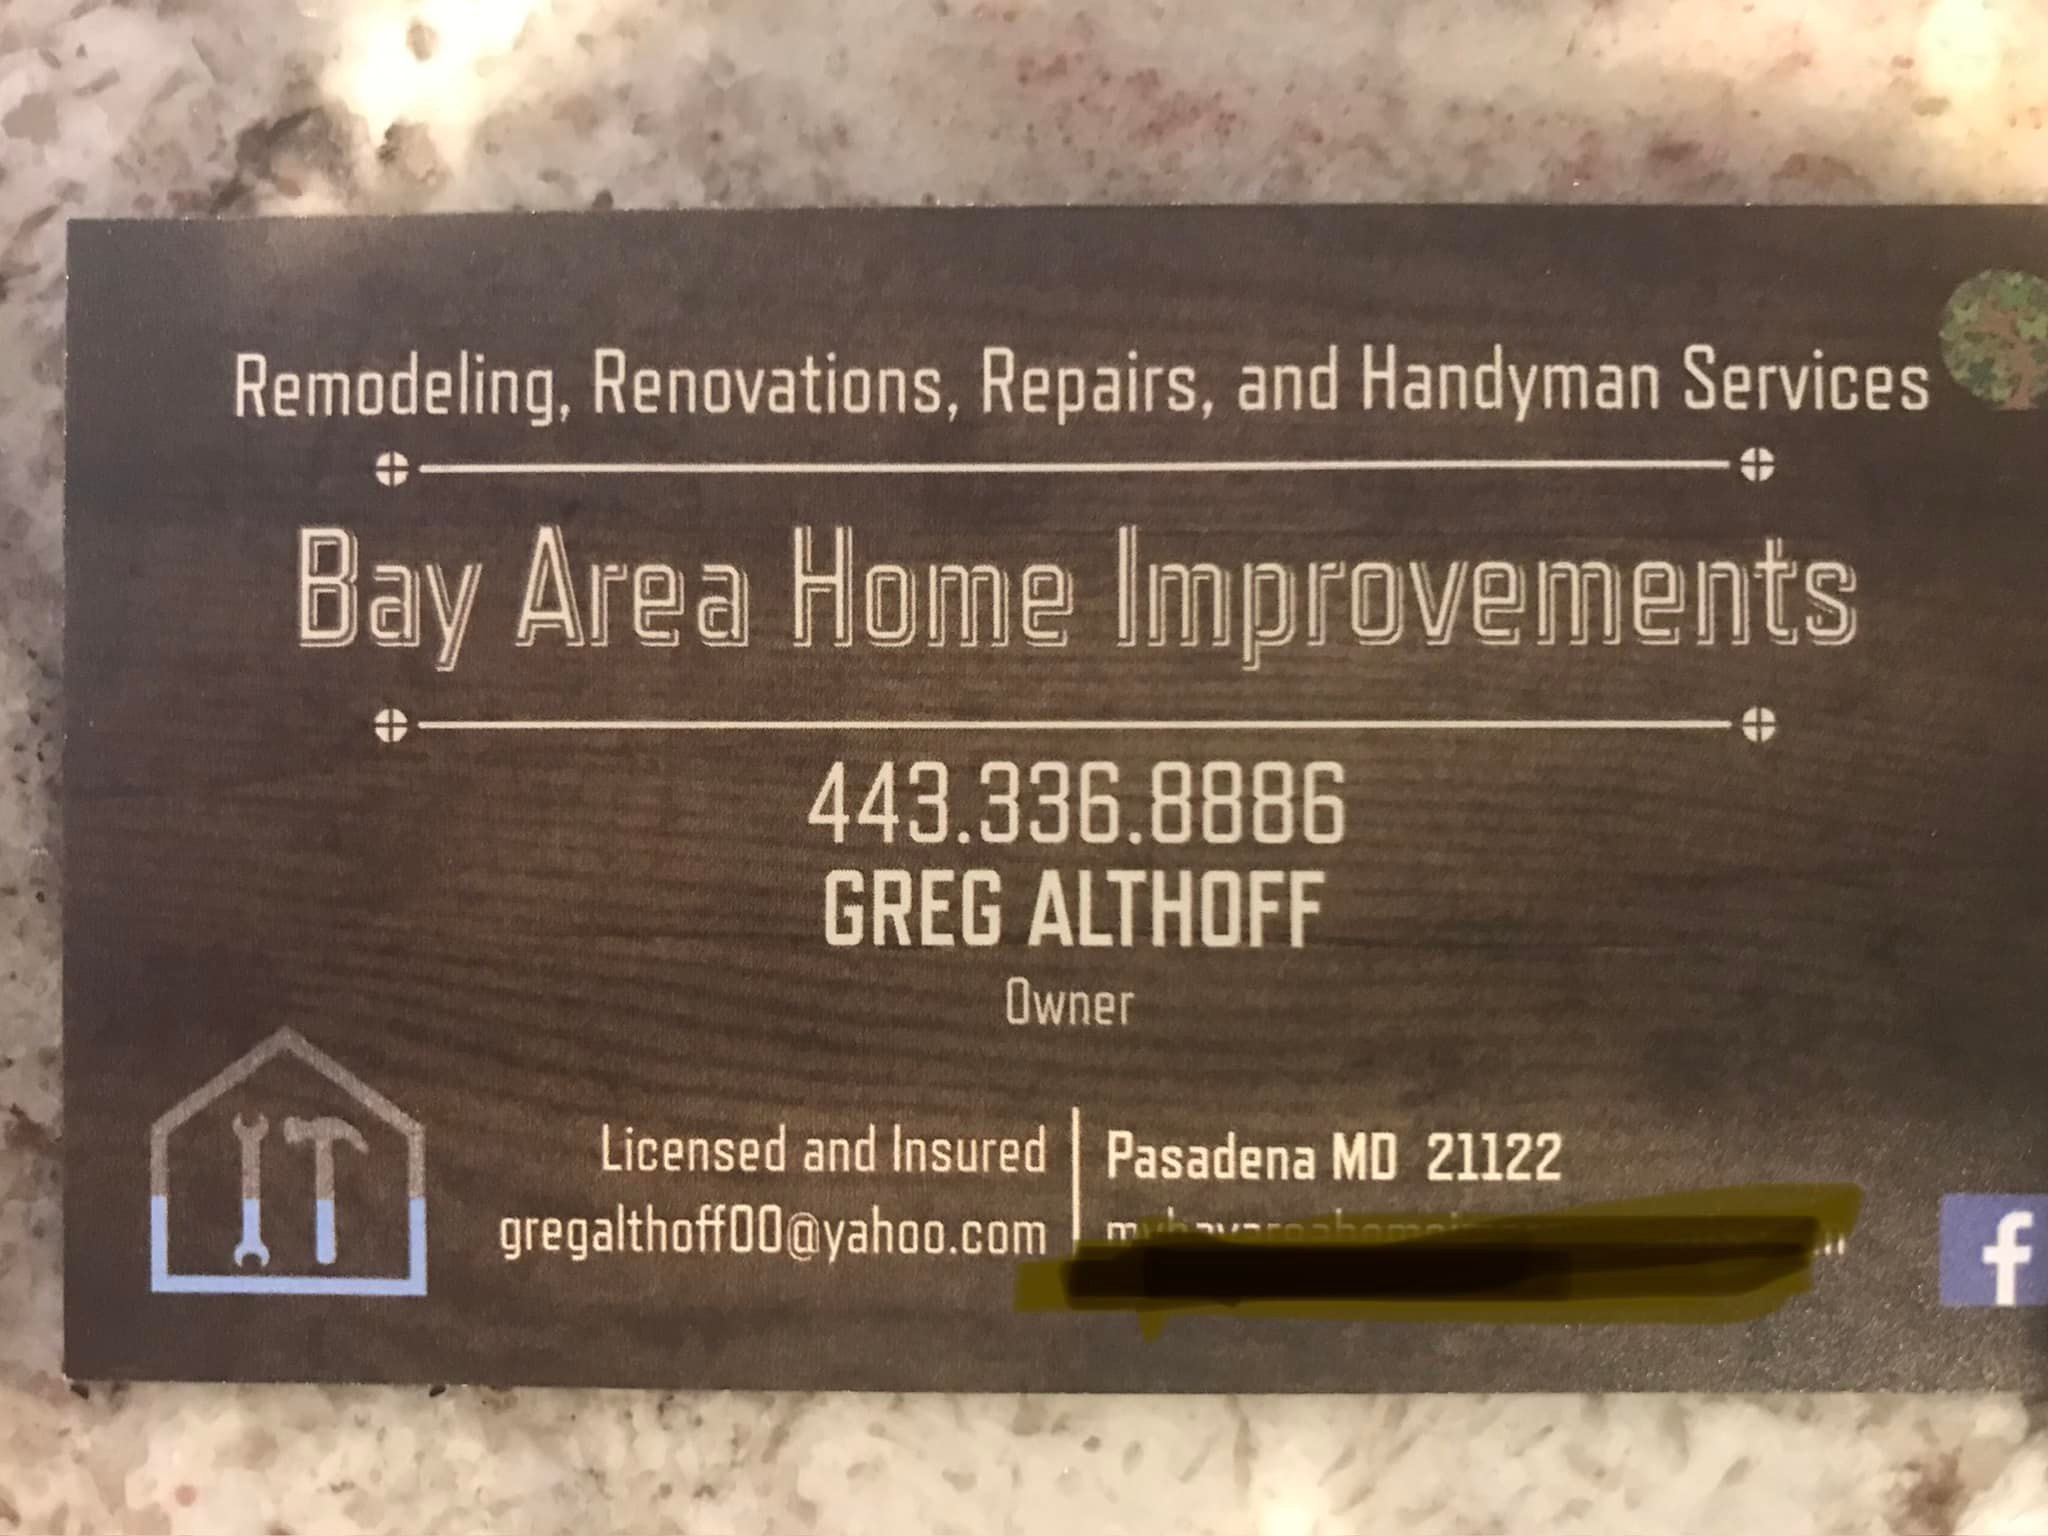 Remodeling, Renovations, Repairs, and Handyman Services
Bay Area Home Improvements
443.336.8886
GREG ALTHOFF
Owner
Licensed and Insured
gregalthoff00@yahoo.com
Pasadena MD 21122
f